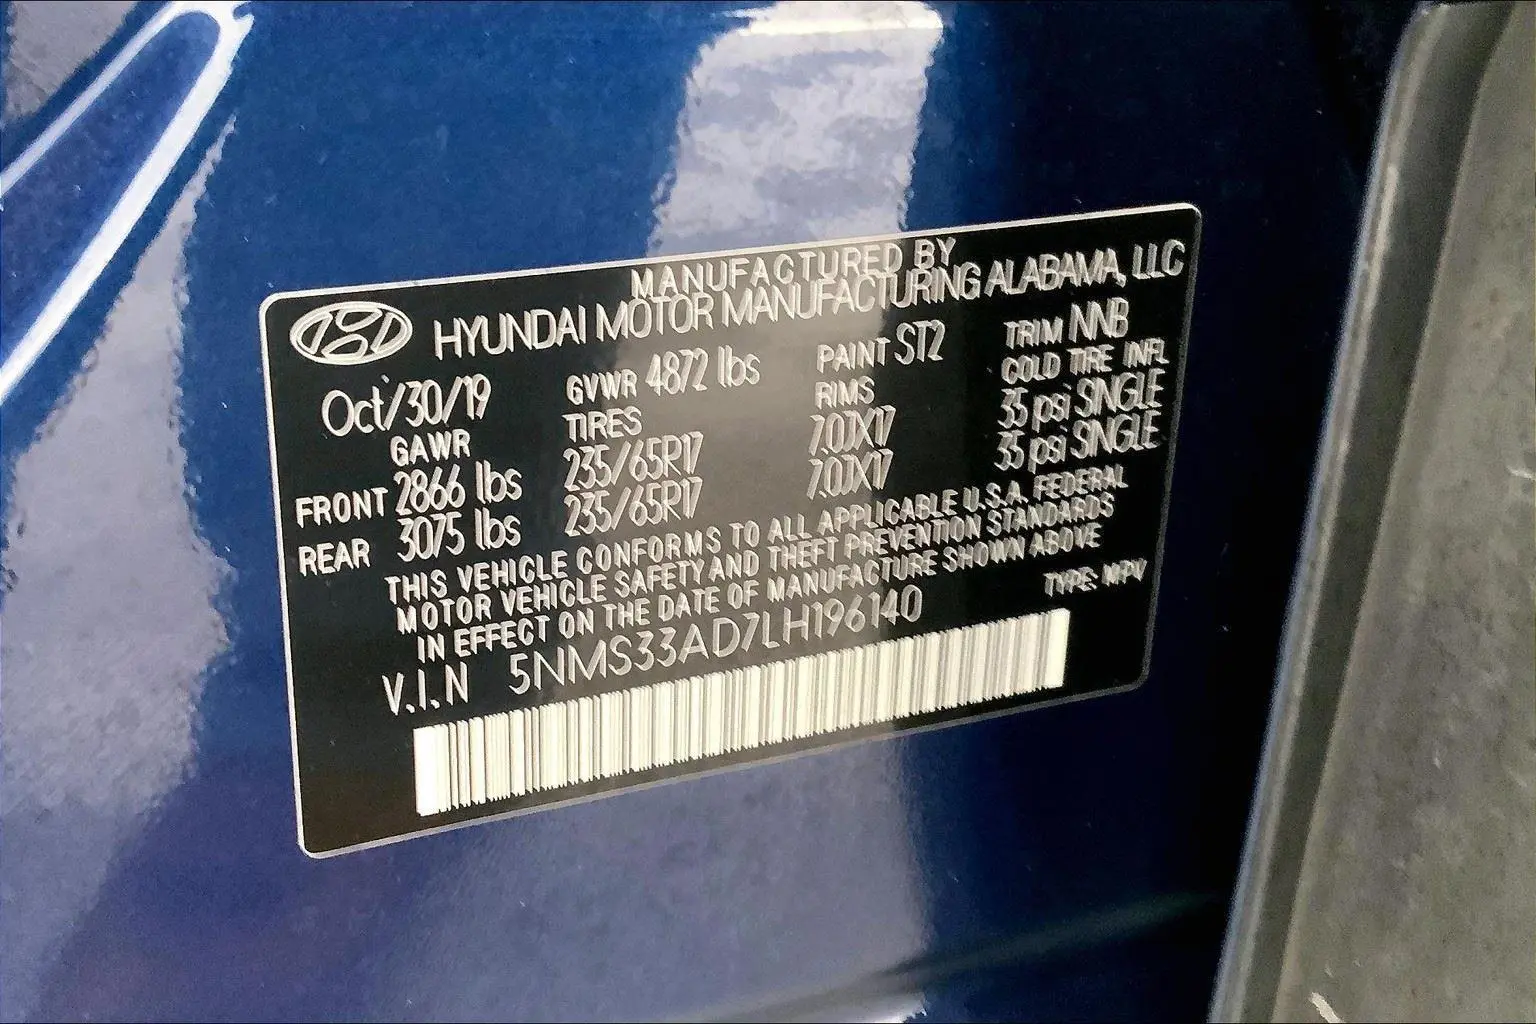 MANUFACTURED BY
HYUNDAI MOTOR MANUFACTURING ALABAMA, LLC
Oct/30/19 GVWR 4872 lbs PAINT ST2 TRIM NNB
GAWR TIRES RIMS COLD TIRE INFL
FRONT 2866 lbs 235/65R17 7.0JX17 35 psi SINGLE
REAR 3075 lbs 235/65R17 7.0JX17 35 psi SINGLE
THIS VEHICLE CONFORMS TO ALL APPLICABLE U.S.A. FEDERAL
MOTOR VEHICLE SAFETY AND THEFT PREVENTION STANDARDS
IN EFFECT ON THE DATE OF MANUFACTURE SHOWN ABOVE
V.I.N 5NMS33AD7LH196140 TYPE: MPV